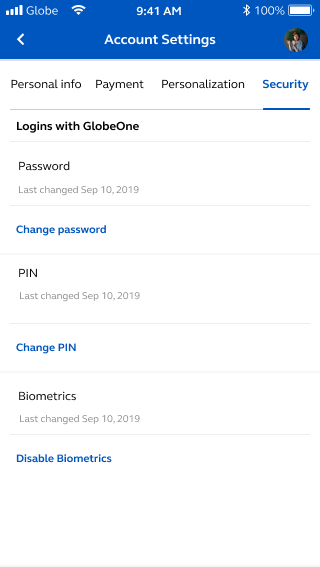 Globe 9:41 AM 100%
Account Settings
Personal info Payment Personalization Security
Logins with GlobeOne
Password
Last changed Sep 10, 2019
Change password
PIN
Last changed Sep 10, 2019
Change PIN
Biometrics
Last changed Sep 10, 2019
Disable Biometrics